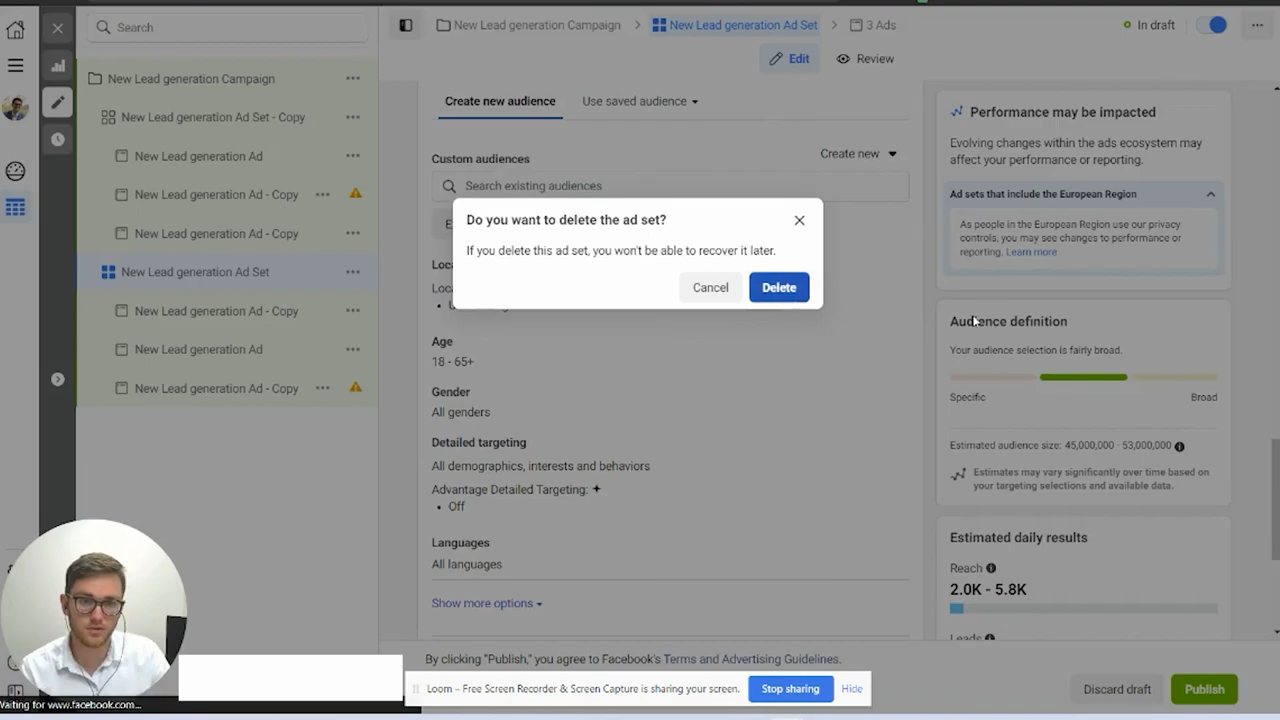 Search
New Lead generation Campaign
New Lead generation Ad Set
3 Ads
In draft
Edit
Review
New Lead generation Campaign
New Lead generation Ad Set - Copy
New Lead generation Ad
New Lead generation Ad - Copy
New Lead generation Ad - Copy
New Lead generation Ad Set
New Lead generation Ad - Copy
New Lead generation Ad
New Lead generation Ad - Copy
Create new audience
Use saved audience
Custom audiences
Create new
Search existing audiences
Do you want to delete the ad set?
If you delete this ad set, you won't be able to recover it later.
Cancel
Delete
Age
18 - 65+
Gender
All genders
Detailed targeting
All demographics, interests and behaviors
Advantage Detailed Targeting:
• Off
Languages
All languages
Show more options
Performance may be impacted
Evolving changes within the ads ecosystem may
affect your performance or reporting.
Ad sets that include the European Region
As people in the European Region use our privacy
controls, you may see changes to performance or
reporting. Learn more
Audience definition
Your audience selection is fairly broad.
Specific
Broad
Estimated audience size: 45,000,000 - 53,000,000
Estimates may vary significantly over time based on
your targeting selections and available data.
Estimated daily results
Reach
2.0K - 5.8K
Leads
By clicking "Publish," you agree to Facebook's Terms and Advertising Guidelines.
Loom – Free Screen Recorder & Screen Capture is sharing your screen.
Stop sharing
Hide
Discard draft
Publish
Waiting for www.facebook.com...